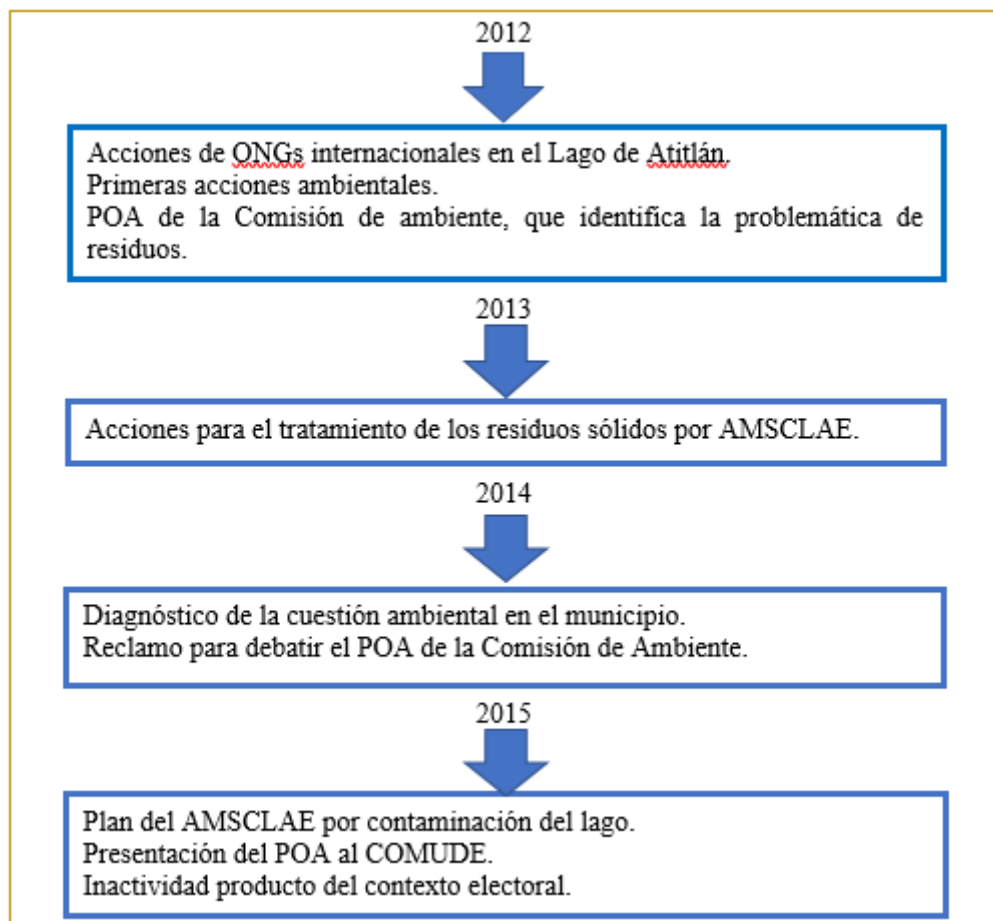 2012
Acciones de ONGs internacionales en el Lago de Atitlán.
Primeras acciones ambientales.
POA de la Comisión de ambiente, que identifica la problemática de
residuos.
2013
Acciones para el tratamiento de los residuos sólidos por AMSCLAE.
2014
Diagnóstico de la cuestión ambiental en el municipio.
Reclamo para debatir el POA de la Comisión de Ambiente.
2015
Plan del AMSCLAE por contaminación del lago.
Presentación del POA al COMUDE.
Inactividad producto del contexto electoral.